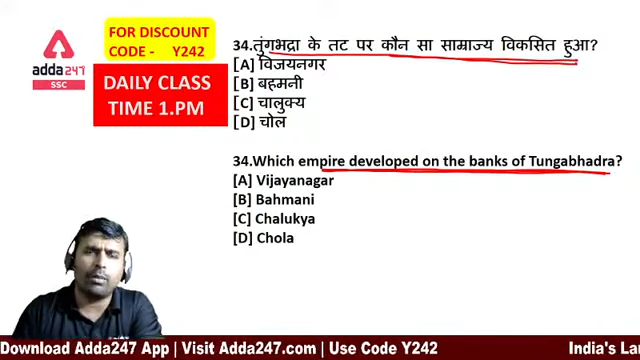 FOR DISCOUNT
CODE - Y242
adda247
SSC
DAILY CLASS
TIME 1.PM
34.तुंगभद्रा के तट पर कौन सा साम्राज्य विकसित हुआ?
[A] विजयनगर
[B] बहमनी
[C] चालुक्य
[D] चोल
34.Which empire developed on the banks of Tungabhadra?
[A] Vijayanagar
[B] Bahmani
[C] Chalukya
[D] Chola
Download Adda247 App | Visit Adda247.com | Use Code Y242
India's La